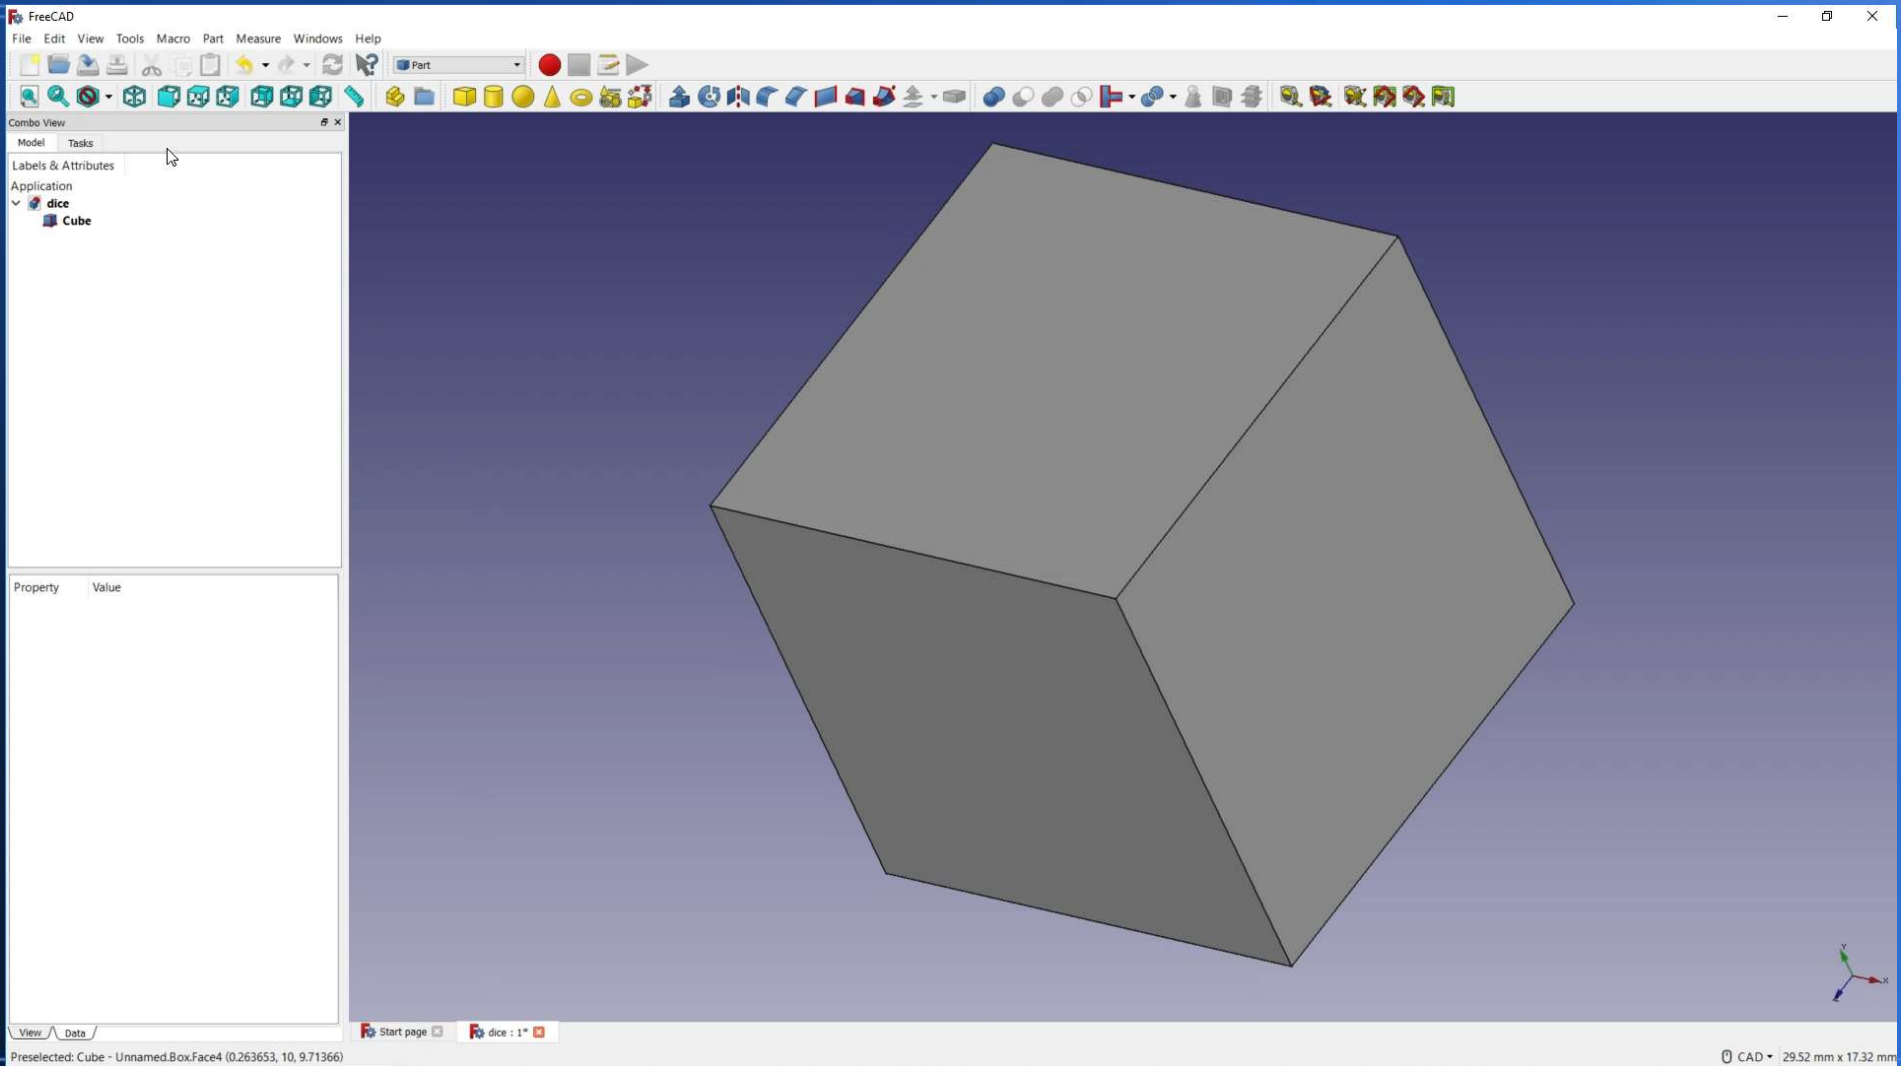 FreeCAD
File Edit View Tools Macro Part Measure Windows Help
Part
Combo View
Model Tasks
Labels & Attributes
Application
dice
Cube
Property Value
View Data
Start page dice : 1*
Y
X
Z
Preselected: Cube - Unnamed.Box.Face4 (0.263653, 10, 9.71366) CAD 29.52 mm x 17.32 mm